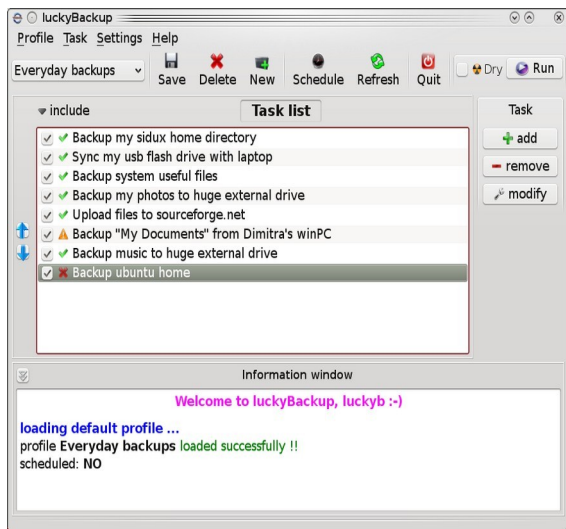 luckyBackup
Profile Task Settings Help
Everyday backups Save Delete New Schedule Refresh Quit Dry Run
include Task list Task
Backup my sidux home directory
Sync my usb flash drive with laptop
Backup system useful files
Backup my photos to huge external drive
Upload files to sourceforge.net
Backup "My Documents" from Dimitra's winPC
Backup music to huge external drive
Backup ubuntu home
add
remove
modify
Information window
Welcome to luckyBackup, luckyb :-)
loading default profile ...
profile Everyday backups loaded successfully !!
scheduled: NO